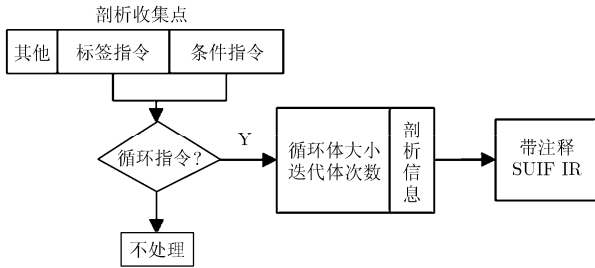 剖析收集点
其他 标签指令 条件指令
循环指令?
Y
循环体大小
迭代体次数
剖析信息
带注释
SUIF IR
不处理